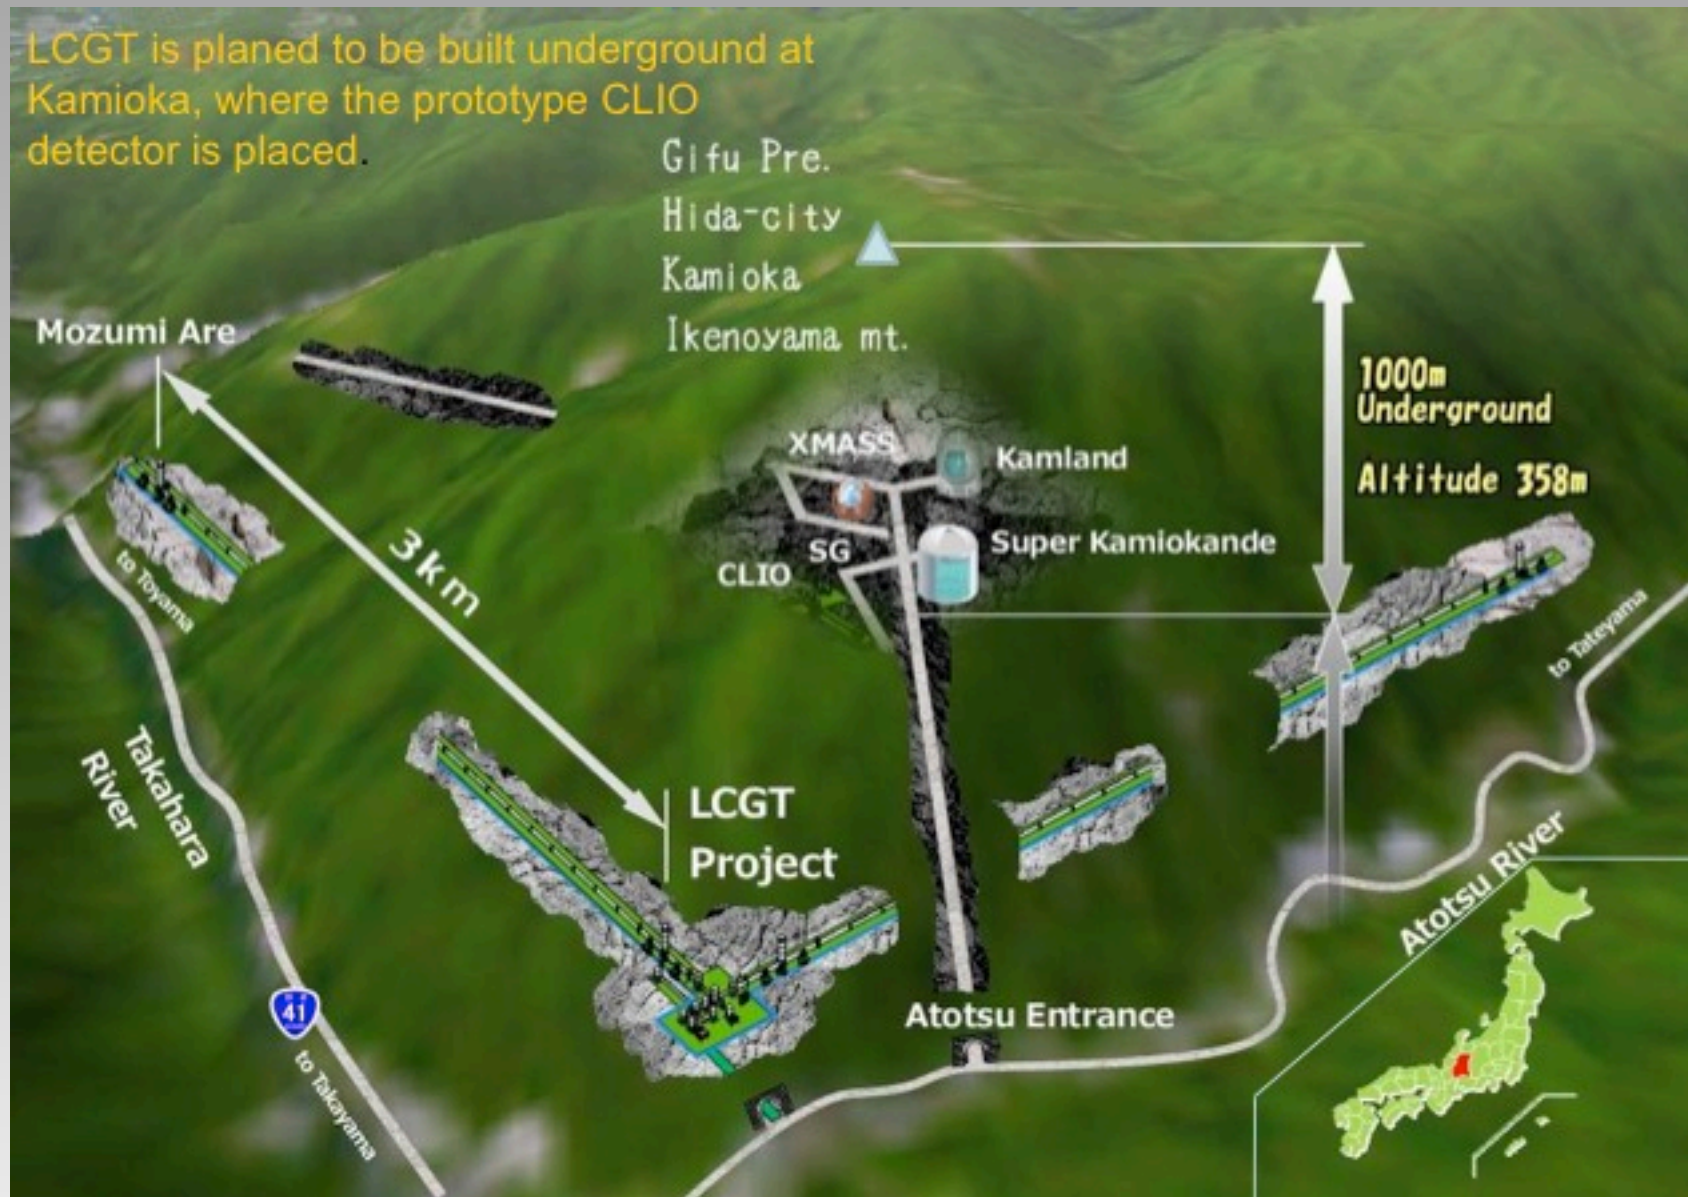 LCGT is planed to be built underground at
Kamioka, where the prototype CLIO
detector is placed.
Gifu Pre.
Hida-city
Kamioka
Ikenoyama mt.
Mozumi Are
1000m
Underground
Altitude 358m
XMASS
Kamland
SG
CLIO
Super Kamiokande
3km
to Toyama
to Tateyama
Takahara
River
LCGT
Project
Atotsu River
41
Atotsu Entrance
to Takayama